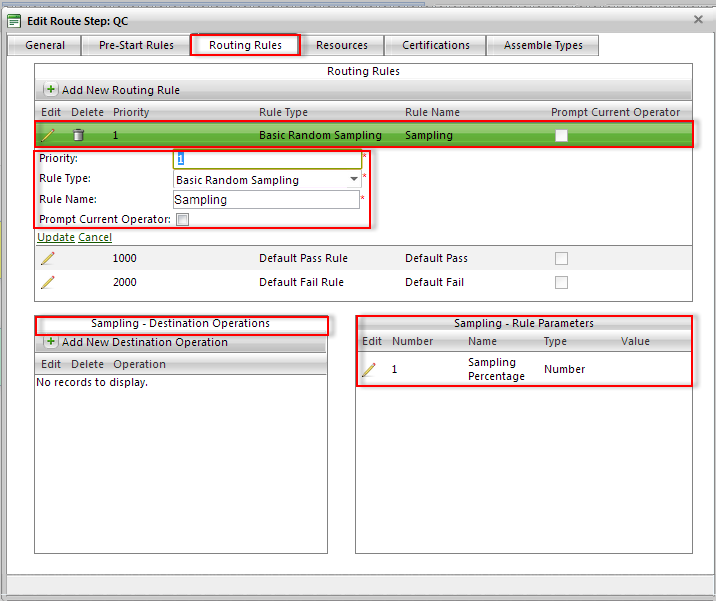 Edit Route Step: QC
General Pre-Start Rules Routing Rules Resources Certifications Assemble Types
Routing Rules
Add New Routing Rule
Edit Delete Priority Rule Type Rule Name Prompt Current Operator
1 Basic Random Sampling Sampling
Priority: 1 *
Rule Type: Basic Random Sampling *
Rule Name: Sampling *
Prompt Current Operator:
Update Cancel
1000 Default Pass Rule Default Pass
2000 Default Fail Rule Default Fail
Sampling - Destination Operations
Add New Destination Operation
Edit Delete Operation
No records to display.
Sampling - Rule Parameters
Edit Number Name Type Value
1 Sampling Percentage Number